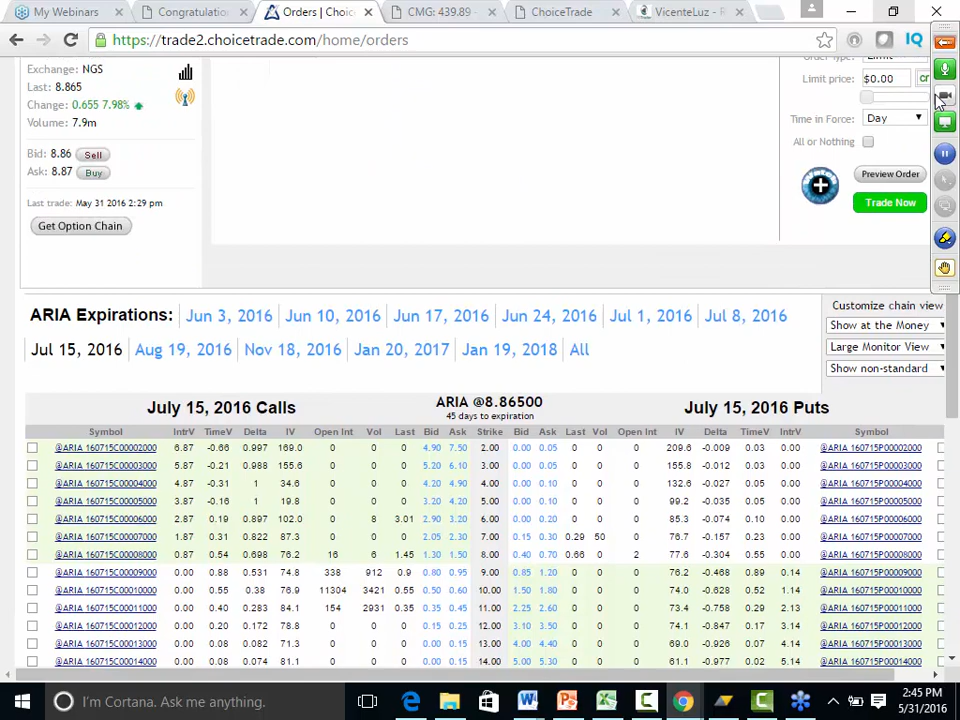 My Webinars Congratulatio Orders | Choic CMG: 439.89 - ChoiceTrade VicenteLuz - R
https://trade2.choicetrade.com/home/orders IQ
Exchange: NGS
Last: 8.865
Change: 0.655 7.98%
Volume: 7.9m
Bid: 8.86 Sell
Ask: 8.87 Buy
Last trade: May 31 2016 2:29 pm
Get Option Chain
Limit price: $0.00 cr
Time in Force: Day
All or Nothing
Preview Order
Trade Now
ARIA Expirations: Jun 3, 2016 Jun 10, 2016 Jun 17, 2016 Jun 24, 2016 Jul 1, 2016 Jul 8, 2016
Jul 15, 2016 Aug 19, 2016 Nov 18, 2016 Jan 20, 2017 Jan 19, 2018 All
Customize chain view
Show at the Money
Large Monitor View
Show non-standard
July 15, 2016 Calls ARIA @8.86500 July 15, 2016 Puts
45 days to expiration
Symbol IntrV TimeV Delta IV Open Int Vol Last Bid Ask Strike Bid Ask Last Vol Open Int IV Delta TimeV IntrV Symbol
@ARIA 160715C00002000 6.87 -0.66 0.997 169.0 0 0 0 4.90 7.50 2.00 0.00 0.05 0 0 0 209.6 -0.009 0.03 0.00 @ARIA 160715P00002000
@ARIA 160715C00003000 5.87 -0.21 0.988 155.6 0 0 0 5.20 6.10 3.00 0.00 0.05 0 0 0 155.8 -0.012 0.03 0.00 @ARIA 160715P00003000
@ARIA 160715C00004000 4.87 -0.31 1 34.6 0 0 0 4.20 4.90 4.00 0.00 0.10 0 0 0 132.6 -0.027 0.05 0.00 @ARIA 160715P00004000
@ARIA 160715C00005000 3.87 -0.16 1 19.8 0 0 0 3.20 4.20 5.00 0.00 0.10 0 0 0 99.2 -0.035 0.05 0.00 @ARIA 160715P00005000
@ARIA 160715C00006000 2.87 0.19 0.897 102.0 0 8 3.01 2.90 3.20 6.00 0.00 0.20 0 0 0 85.3 -0.074 0.10 0.00 @ARIA 160715P00006000
@ARIA 160715C00007000 1.87 0.31 0.822 87.3 0 0 0 2.05 2.30 7.00 0.15 0.30 0.29 50 0 76.7 -0.157 0.23 0.00 @ARIA 160715P00007000
@ARIA 160715C00008000 0.87 0.54 0.698 76.2 16 6 1.45 1.30 1.50 8.00 0.40 0.70 0.66 0 2 77.6 -0.304 0.55 0.00 @ARIA 160715P00008000
@ARIA 160715C00009000 0.00 0.88 0.531 74.8 338 912 0.9 0.80 0.95 9.00 0.85 1.20 0 0 0 76.2 -0.468 0.89 0.14 @ARIA 160715P00009000
@ARIA 160715C00010000 0.00 0.55 0.38 76.9 11304 3421 0.55 0.50 0.60 10.00 1.50 1.80 0 0 0 74.0 -0.628 0.52 1.14 @ARIA 160715P00010000
@ARIA 160715C00011000 0.00 0.40 0.283 84.1 154 2931 0.35 0.35 0.45 11.00 2.25 2.60 0 0 0 73.4 -0.758 0.29 2.13 @ARIA 160715P00011000
@ARIA 160715C00012000 0.00 0.20 0.172 78.8 0 0 0 0.15 0.25 12.00 3.10 3.50 0 0 0 74.1 -0.847 0.17 3.14 @ARIA 160715P00012000
@ARIA 160715C00013000 0.00 0.08 0.082 71.3 0 0 0 0.00 0.15 13.00 4.00 4.40 0 0 0 69.0 -0.926 0.07 4.14 @ARIA 160715P00013000
@ARIA 160715C00014000 0.00 0.08 0.074 81.1 0 0 0 0.00 0.15 14.00 5.00 5.30 0 0 0 61.1 -0.977 0.02 5.14 @ARIA 160715P00014000
I'm Cortana. Ask me anything.
2:45 PM
5/31/2016